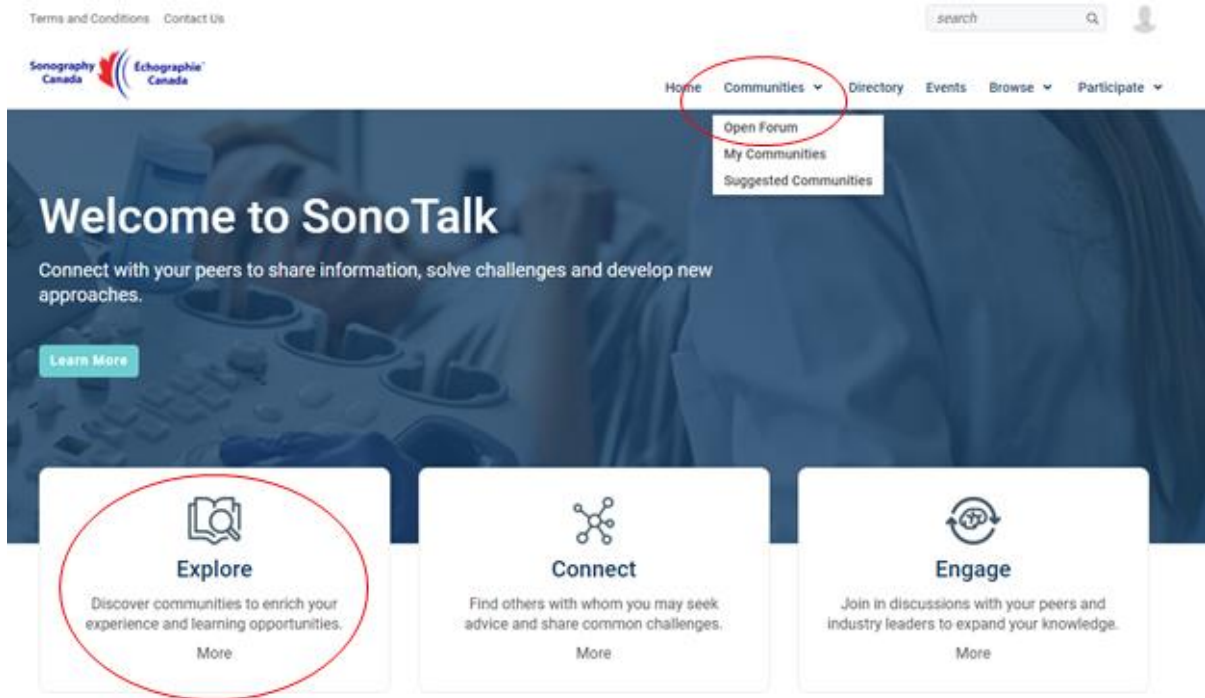 Terms and Conditions Contact Us
search
Sonography Canada
Echographie Canada
Home Communities Directory Events Browse Participate
Open Forum
My Communities
Suggested Communities
Welcome to SonoTalk
Connect with your peers to share information, solve challenges and develop new
approaches.
Learn More
Explore
Discover communities to enrich your
experience and learning opportunities.
More
Connect
Find others with whom you may seek
advice and share common challenges.
More
Engage
Join in discussions with your peers and
industry leaders to expand your knowledge.
More